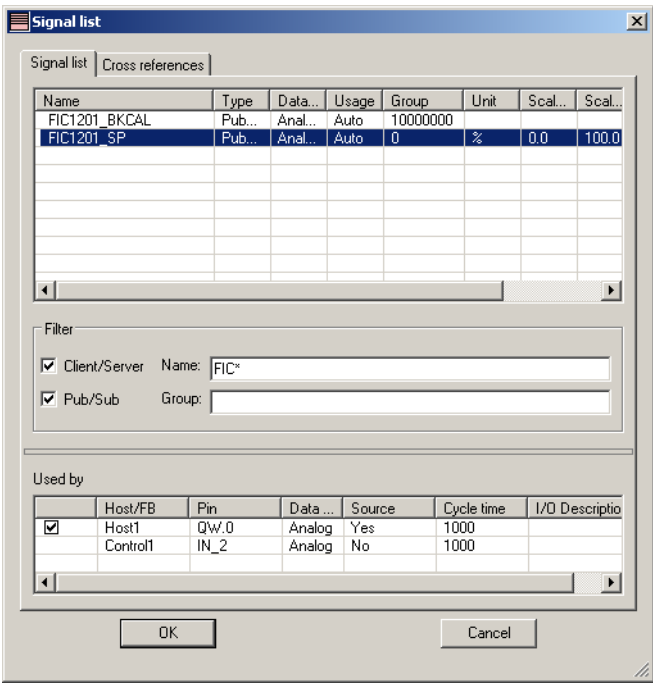 Signal list
Signal list Cross references
Name Type Data... Usage Group Unit Scal... Scal...
FIC1201_BKCAL Pub... Anal... Auto 10000000
FIC1201_SP Pub... Anal... Auto 0 % 0.0 100.0
Filter
Client/Server Name: FIC*
Pub/Sub Group:
Used by
Host/FB Pin Data ... Source Cycle time I/O Descriptio
Host1 QW.0 Analog Yes 1000
Control1 IN_2 Analog No 1000
OK Cancel